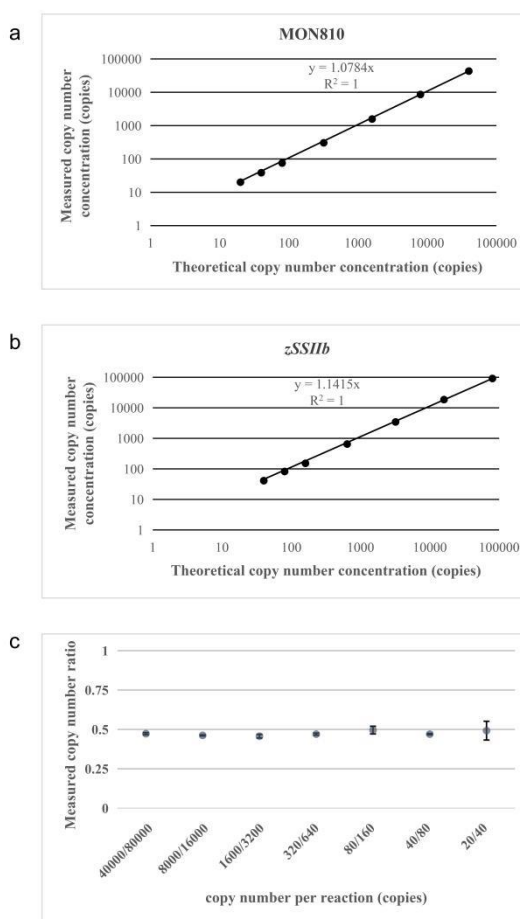 a
MON810
y = 1.0784x
R² = 1
Measured copy number
concentration (copies)
100000
10000
1000
100
10
1
1 10 100 1000 10000 100000
Theoretical copy number concentration (copies)
b
zSSIIb
y = 1.1415x
R² = 1
Measured copy number
concentration (copies)
100000
10000
1000
100
10
1
1 10 100 1000 10000 100000
Theoretical copy number concentration (copies)
c
Measured copy number ratio
1
0.75
0.5
0.25
0
40000/80000 8000/16000 1600/3200 320/640 80/160 40/80 20/40
copy number per reaction (copies)